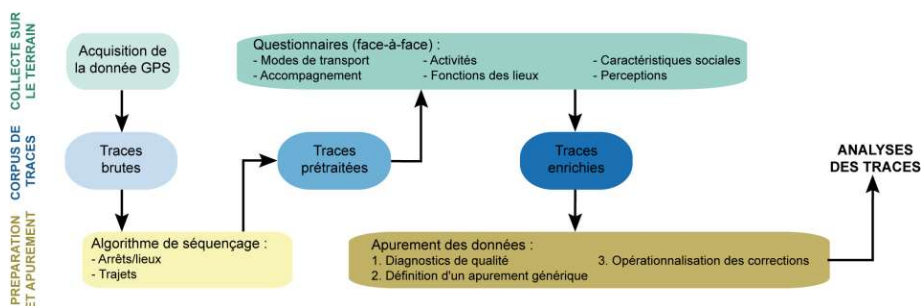 COLLECTE SUR
LE TERRAIN
Acquisition de
la donnée GPS
Questionnaires (face-à-face) :
- Modes de transport
- Accompagnement
- Activités
- Fonctions des lieux
- Caractéristiques sociales
- Perceptions
CORPUS DE
TRACES
Traces
brutes
Traces
prétraitées
Traces
enrichies
ANALYSES
DES TRACES
PREPARATION
ET APUREMENT
Algorithme de séquençage :
- Arrêts/lieux
- Trajets
Apurement des données :
1. Diagnostics de qualité
2. Définition d'un apurement générique
3. Opérationnalisation des corrections